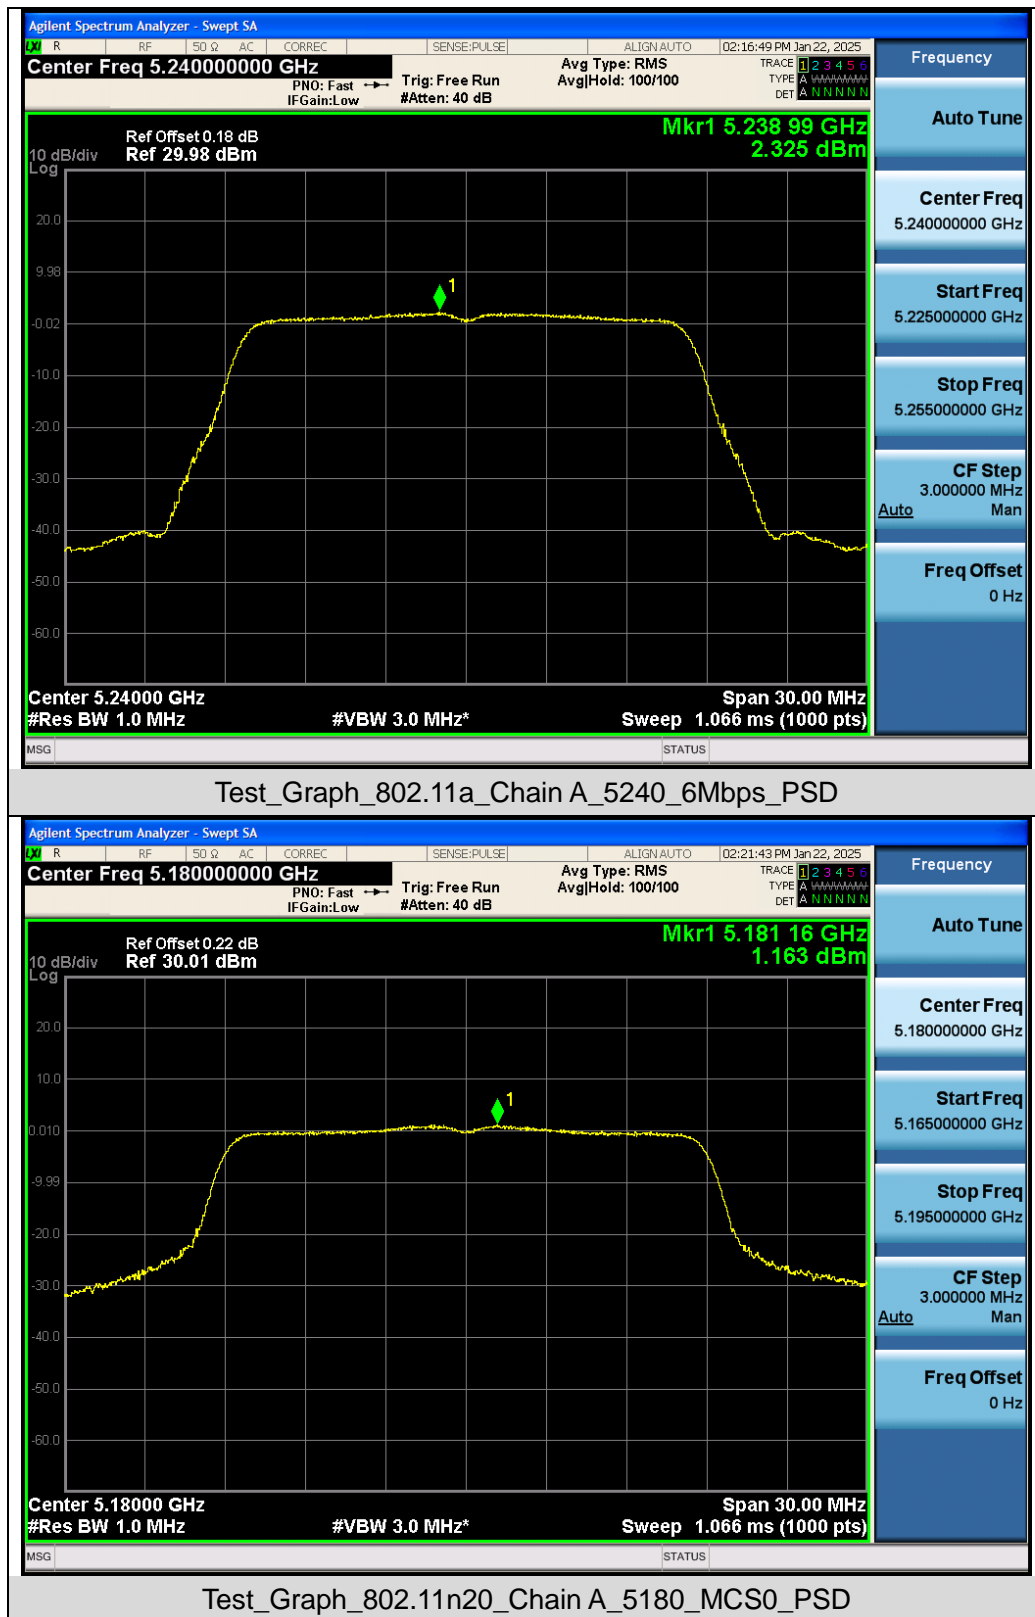 Agilent Spectrum Analyzer - Swept SA
LXI R RF 50 Ω AC CORREC SENSE:PULSE ALIGN AUTO 02:16:49 PM Jan 22, 2025
Center Freq 5.240000000 GHz
PNO: Fast
IFGain:Low
Trig: Free Run
#Atten: 40 dB
Avg Type: RMS
Avg|Hold: 100/100
TRACE 1 2 3 4 5 6
TYPE A WWWWW
DET A N N N N N
Frequency
Mkr1 5.238 99 GHz
2.325 dBm
Ref Offset 0.18 dB
10 dB/div Ref 29.98 dBm
Log
20.0
9.98
-0.02
-10.0
-20.0
-30.0
-40.0
-50.0
-60.0
1
Center 5.24000 GHz Span 30.00 MHz
#Res BW 1.0 MHz #VBW 3.0 MHz* Sweep 1.066 ms (1000 pts)
MSG STATUS
Auto Tune
Center Freq
5.240000000 GHz
Start Freq
5.225000000 GHz
Stop Freq
5.255000000 GHz
CF Step
3.000000 MHz
Auto Man
Freq Offset
0 Hz
Test_Graph_802.11a_Chain A_5240_6Mbps_PSD
Agilent Spectrum Analyzer - Swept SA
LXI R RF 50 Ω AC CORREC SENSE:PULSE ALIGN AUTO 02:21:43 PM Jan 22, 2025
Center Freq 5.180000000 GHz
PNO: Fast
IFGain:Low
Trig: Free Run
#Atten: 40 dB
Avg Type: RMS
Avg|Hold: 100/100
TRACE 1 2 3 4 5 6
TYPE A WWWWW
DET A N N N N N
Frequency
Mkr1 5.181 16 GHz
1.163 dBm
Ref Offset 0.22 dB
10 dB/div Ref 30.01 dBm
Log
20.0
10.0
0.010
-9.99
-20.0
-30.0
-40.0
-50.0
-60.0
1
Center 5.18000 GHz Span 30.00 MHz
#Res BW 1.0 MHz #VBW 3.0 MHz* Sweep 1.066 ms (1000 pts)
MSG STATUS
Auto Tune
Center Freq
5.180000000 GHz
Start Freq
5.165000000 GHz
Stop Freq
5.195000000 GHz
CF Step
3.000000 MHz
Auto Man
Freq Offset
0 Hz
Test_Graph_802.11n20_Chain A_5180_MCS0_PSD